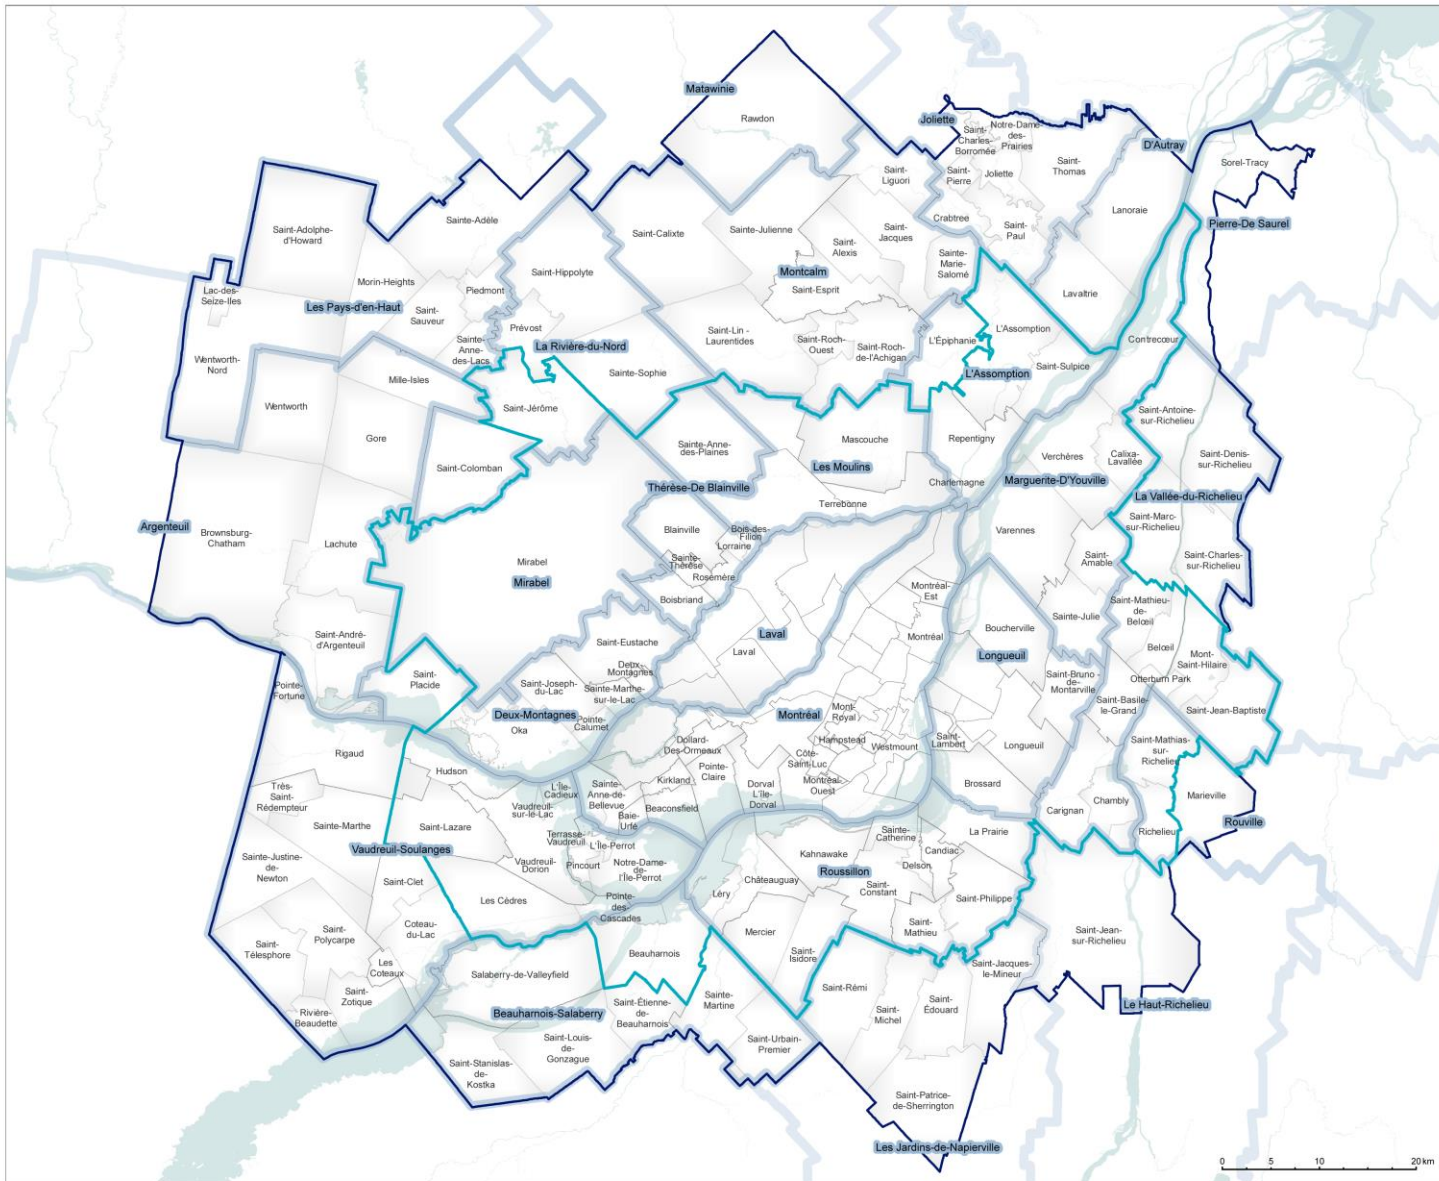 Matawinie
Rawdon
Joliette
Saint-
Charles-
Borromée
Notre-Dame-
des-
Prairies
D'Autray
Sorel-Tracy
Saint-
Liguori
Saint-
Pierre
Joliette
Saint-
Thomas
Lanoraie
Pierre-De Saurel
Saint-Adolphe-
d'Howard
Sainte-Adèle
Saint-Calixte
Sainte-Julienne
Saint-
Jacques
Crabtree
Saint-
Paul
Saint-
Alexis
Sainte-
Marie-
Salomé
Saint-Hippolyte
Montcalm
Saint-Esprit
Lavaltrie
Lac-des-
Seize-Iles
Morin-Heights
Piedmont
Les Pays-d'en-Haut
Saint-
Sauveur
Prévost
La Rivière-du-Nord
Sainte-
Anne-
des-Lacs
Saint-Lin -
Laurentides
Saint-Roch-
Ouest
Saint-Roch-
de-l'Achigan
L'Épiphanie
L'Assomption
L'Assomption
Saint-Sulpice
Contrecœur
Wentworth-
Nord
Mille-Isles
Sainte-Sophie
Wentworth
Saint-Jérôme
Gore
Saint-Colomban
Sainte-Anne-
des-Plaines
Mascouche
Les Moulins
Repentigny
Saint-Antoine-
sur-Richelieu
Verchères
Calixa-
Lavallée
Saint-Denis-
sur-Richelieu
Thérèse-De Blainville
Terrebonne
Charlemagne
Marguerite-D'Youville
La Vallée-du-Richelieu
Argenteuil
Brownsburg-
Chatham
Lachute
Mirabel
Mirabel
Blainville
Bois-des-
Filion
Lorraine
Sainte-
Thérèse
Rosemère
Boisbriand
Varennes
Saint-Marc-
sur-Richelieu
Saint-
Amable
Saint-Charles-
sur-Richelieu
Montréal-
Est
Sainte-Julie
Saint-Mathieu-
de-
Belœil
Saint-André-
d'Argenteuil
Saint-Eustache
Laval
Laval
Montréal
Boucherville
Longueuil
Belœil
Mont-
Saint-Hilaire
Otterburn Park
Pointe-
Fortune
Saint-
Placide
Deux-
Montagnes
Saint-Joseph-
du-Lac
Sainte-Marthe-
sur-le-Lac
Deux-Montagnes
Oka
Pointe-
Calumet
Montréal
Mont-
Royal
Saint-Bruno -
de-
Montarville
Saint-Basile-
le-Grand
Saint-Jean-Baptiste
Rigaud
Hudson
Dollard-
Des-Ormeaux
Hampstead
Côte-
Saint-Luc
Westmount
Saint-
Lambert
Longueuil
Saint-Mathias-
sur-
Richelieu
Très-
Saint-
Rédempteur
L'Île-
Cadieux
Vaudreuil-
sur-le-Lac
Sainte-
Anne-de-
Bellevue
Kirkland
Pointe-
Claire
Beaconsfield
Baie-
Urfé
Dorval
L'Île-
Dorval
Montréal-
Ouest
Brossard
Carignan
Chambly
Richelieu
Marieville
Rouville
Sainte-Marthe
Saint-Lazare
Vaudreuil-Soulanges
Terrasse-
Vaudreuil
L'Île-Perrot
Pincourt
Notre-Dame-
de-
l'Île-Perrot
Vaudreuil-
Dorion
Sainte-
Catherine
La Prairie
Candiac
Kahnawake
Delson
Châteauguay
Roussillon
Saint-
Constant
Sainte-Justine-
de-
Newton
Saint-Clet
Les Cèdres
Pointe-
des-
Cascades
Léry
Saint-Philippe
Saint-
Mathieu
Saint-
Télesphore
Saint-
Polycarpe
Coteau-
du-Lac
Les
Coteaux
Beauharnois
Mercier
Saint-
Isidore
Saint-Jacques-
le-Mineur
Saint-Jean-
sur-Richelieu
Saint-
Zotique
Rivière-
Beaudette
Salaberry-de-Valleyfield
Beauharnois-Salaberry
Saint-Étienne-
de-
Beauharnois
Sainte-
Martine
Saint-Rémi
Saint-
Michel
Saint-
Édouard
Le Haut-Richelieu
Saint-Urbain-
Premier
Saint-Louis-
de-
Gonzague
Saint-Stanislas-
de-
Kostka
Saint-Patrice-
de-Sherrington
Les Jardins-de-Napierville
0 5 10 20 km